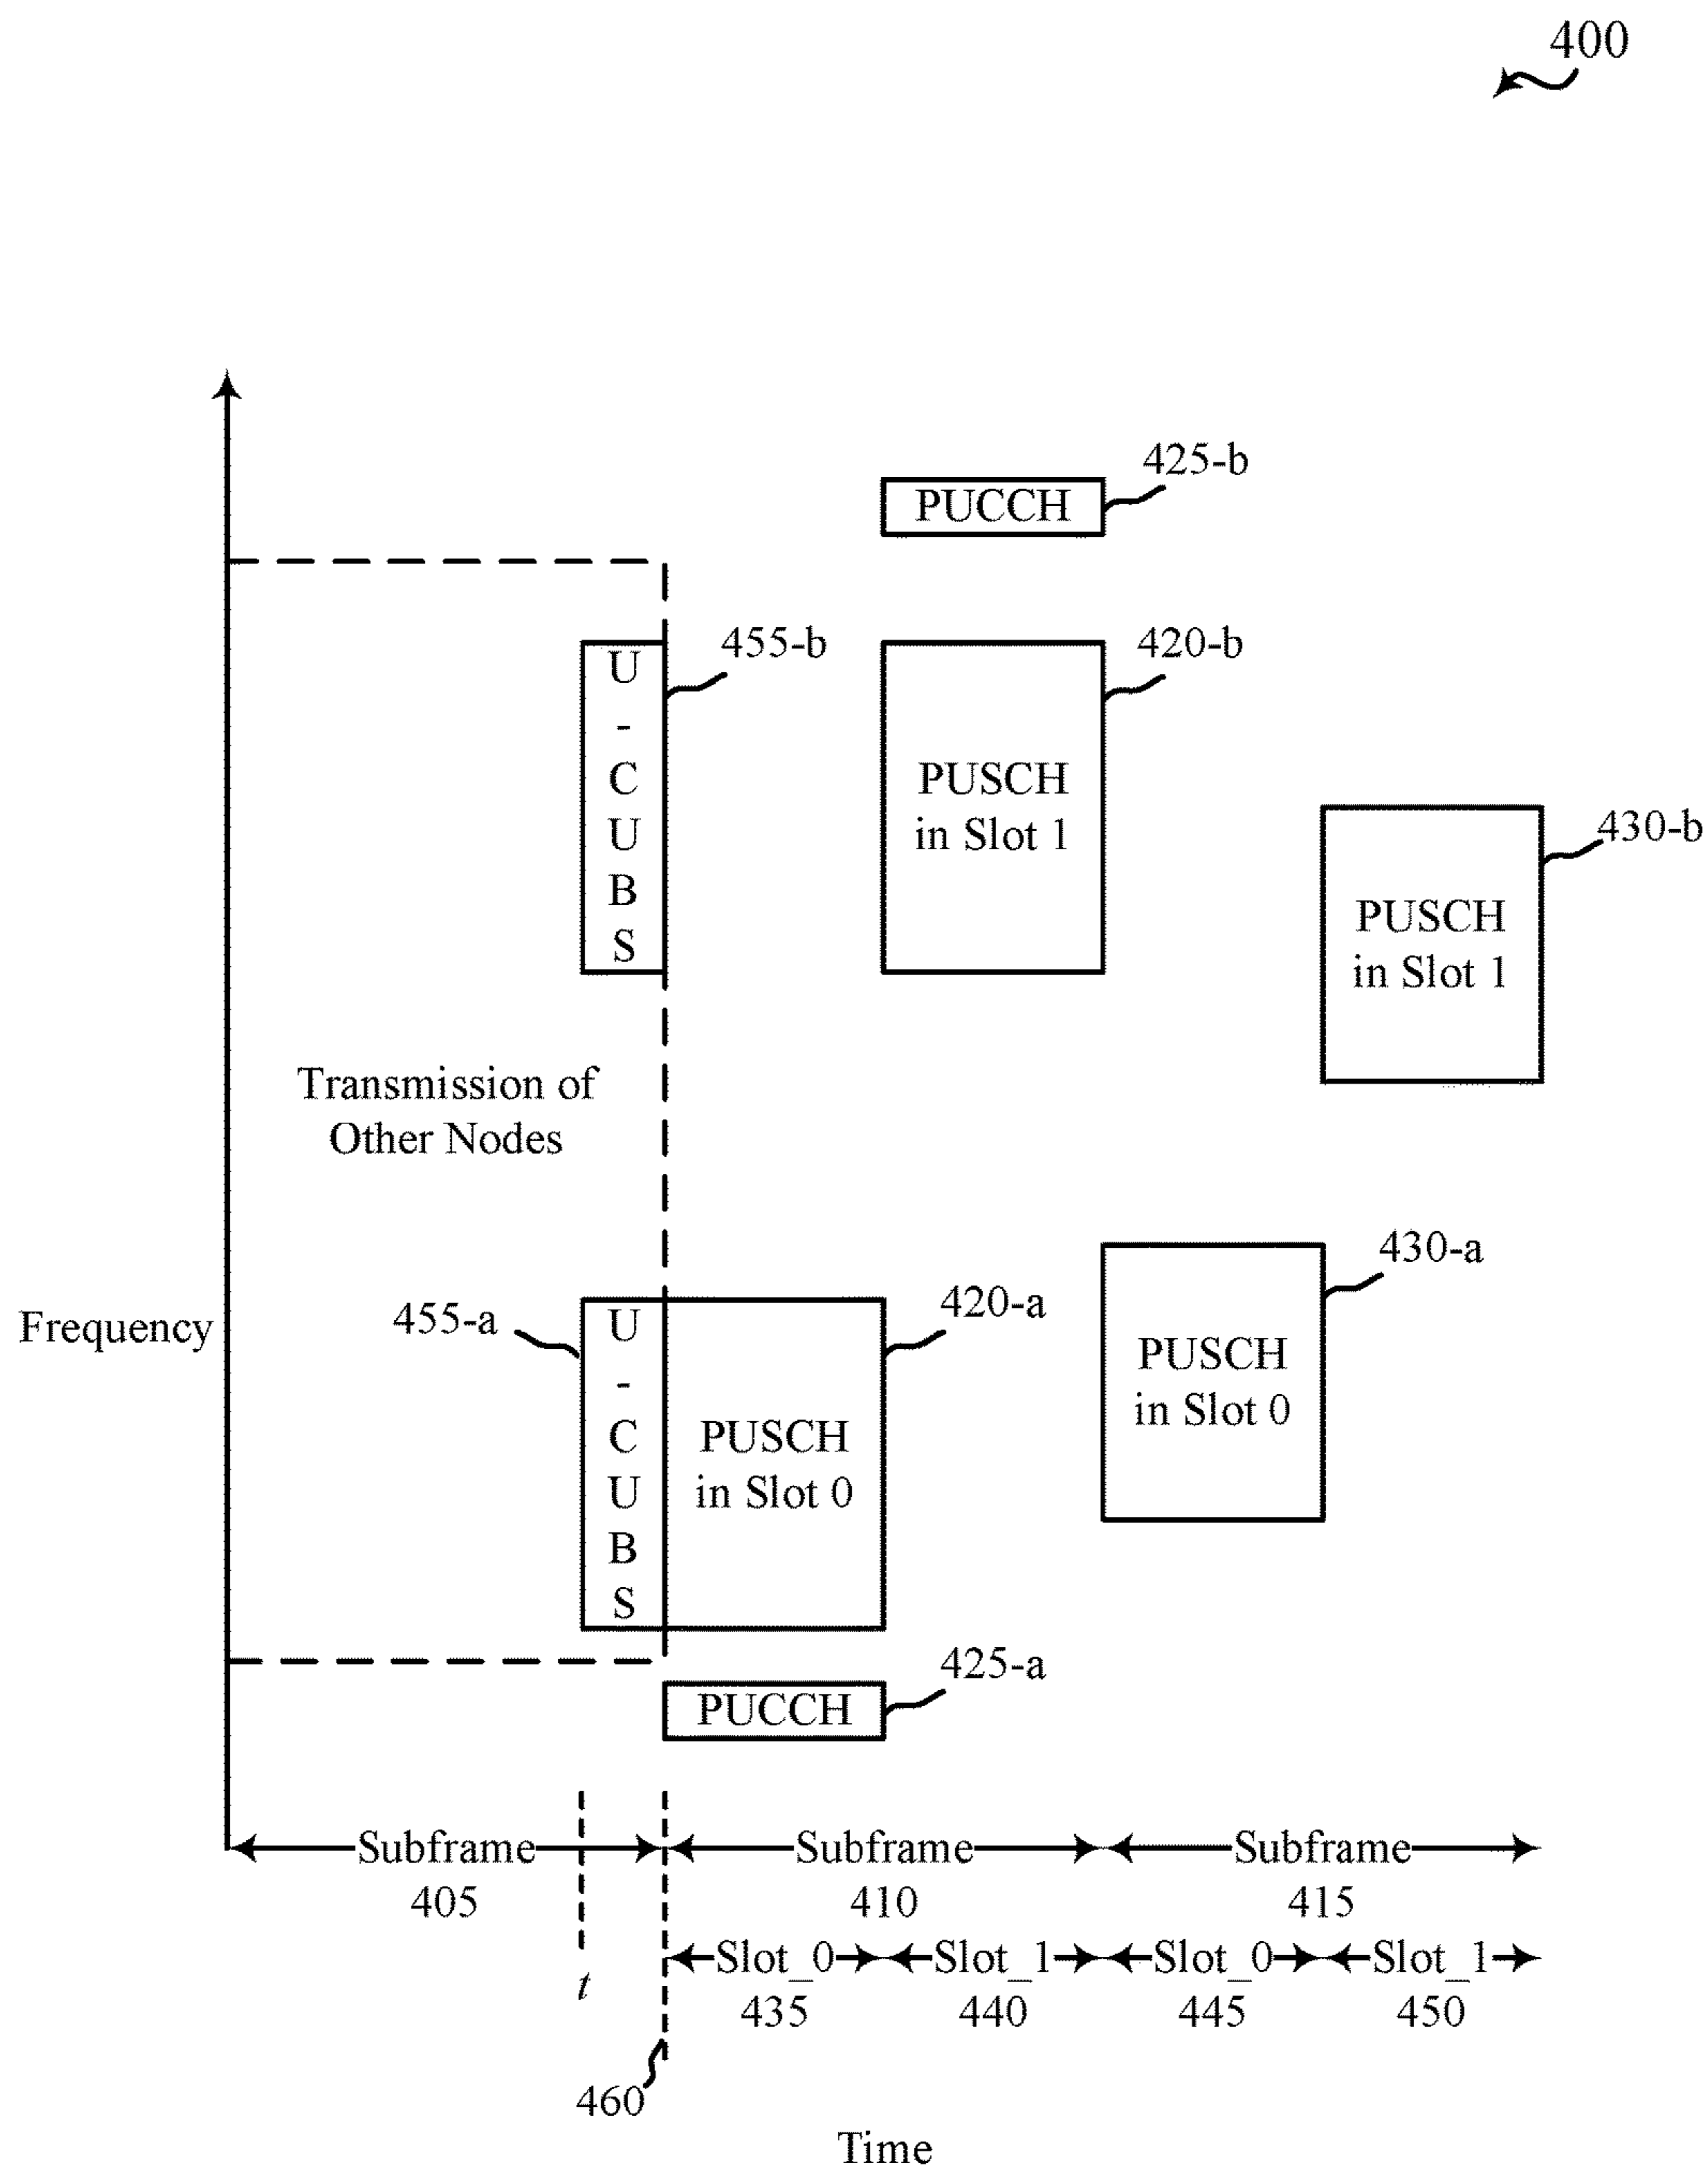 400
425-b
PUCCH
455-b
420-b
U
-
C
U
B
S
PUSCH
in Slot 1
430-b
PUSCH
in Slot 1
Transmission of
Other Nodes
430-a
420-a
455-a
Frequency
U
-
C
U
B
S
PUSCH
in Slot 0
PUSCH
in Slot 0
425-a
PUCCH
Subframe Subframe Subframe
405 410 415
Slot_0 Slot_1 Slot_0 Slot_1
t
435 440 445 450
460
Time